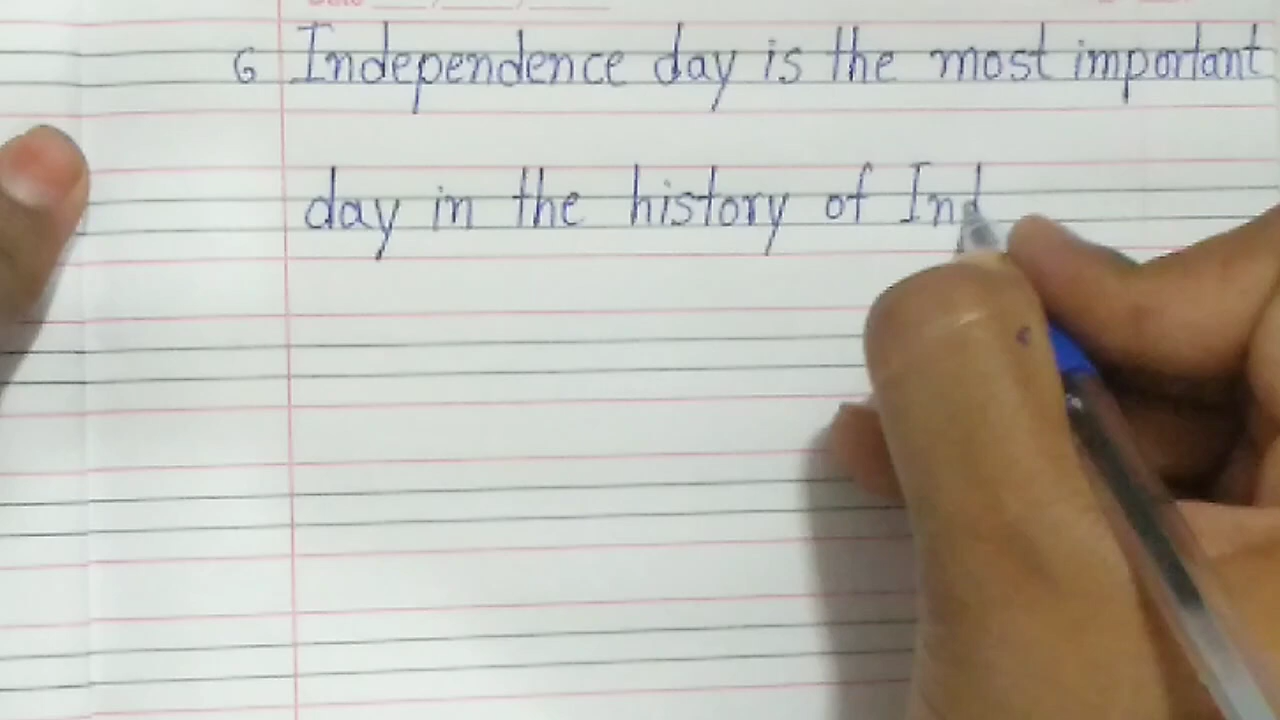 6 Independence day is the most important
day in the history of Ind